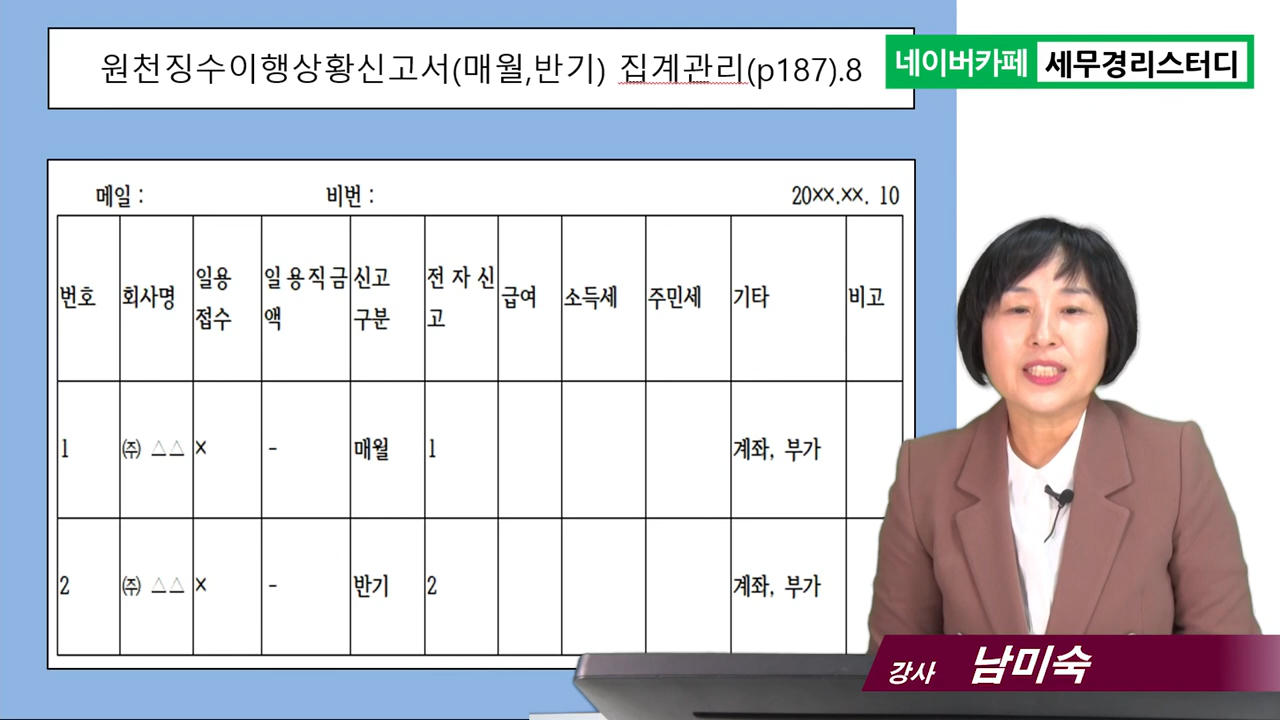 원천징수이행상황신고서(매월,반기) 집계관리(p187).8
네이버카페 세무경리스터디
메일 : 비번 : 20××.××. 10
번호 회사명 일용접수 일용직금액 신고구분 전자신고 급여 소득세 주민세 기타 비고
1 ㈜ △△ × - 매월 1 계좌, 부가
2 ㈜ △△ × - 반기 2 계좌, 부가
강사 남미숙